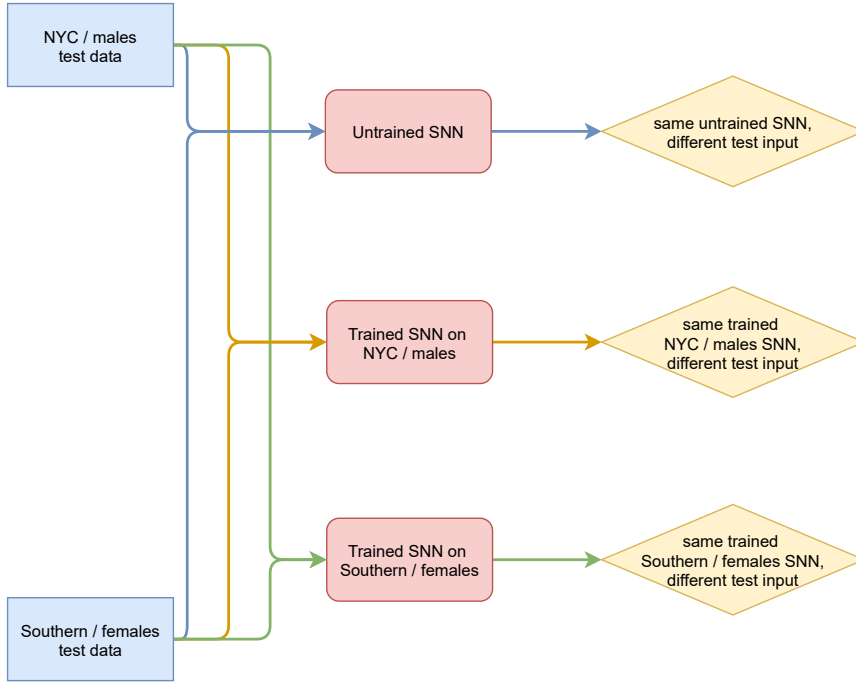 NYC / males
test data
Untrained SNN
same untrained SNN,
different test input
Trained SNN on
NYC / males
same trained
NYC / males SNN,
different test input
Trained SNN on
Southern / females
same trained
Southern / females SNN,
different test input
Southern / females
test data